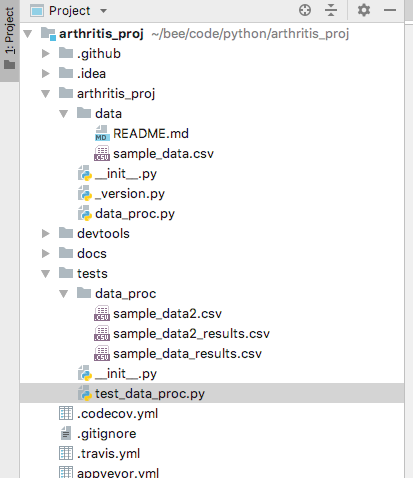 1: Project
Project
arthritis_proj ~/bee/code/python/arthritis_proj
.github
.idea
arthritis_proj
data
MD README.md
CSV sample_data.csv
__init__.py
_version.py
data_proc.py
devtools
docs
tests
data_proc
CSV sample_data2.csv
CSV sample_data2_results.csv
CSV sample_data_results.csv
__init__.py
test_data_proc.py
.codecov.yml
.gitignore
.travis.yml
appveyor.yml